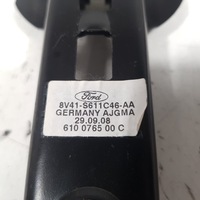 Ford
8V41-S611C46-AA
GERMANY AJGMA
29.09.08
610 0765 00 C